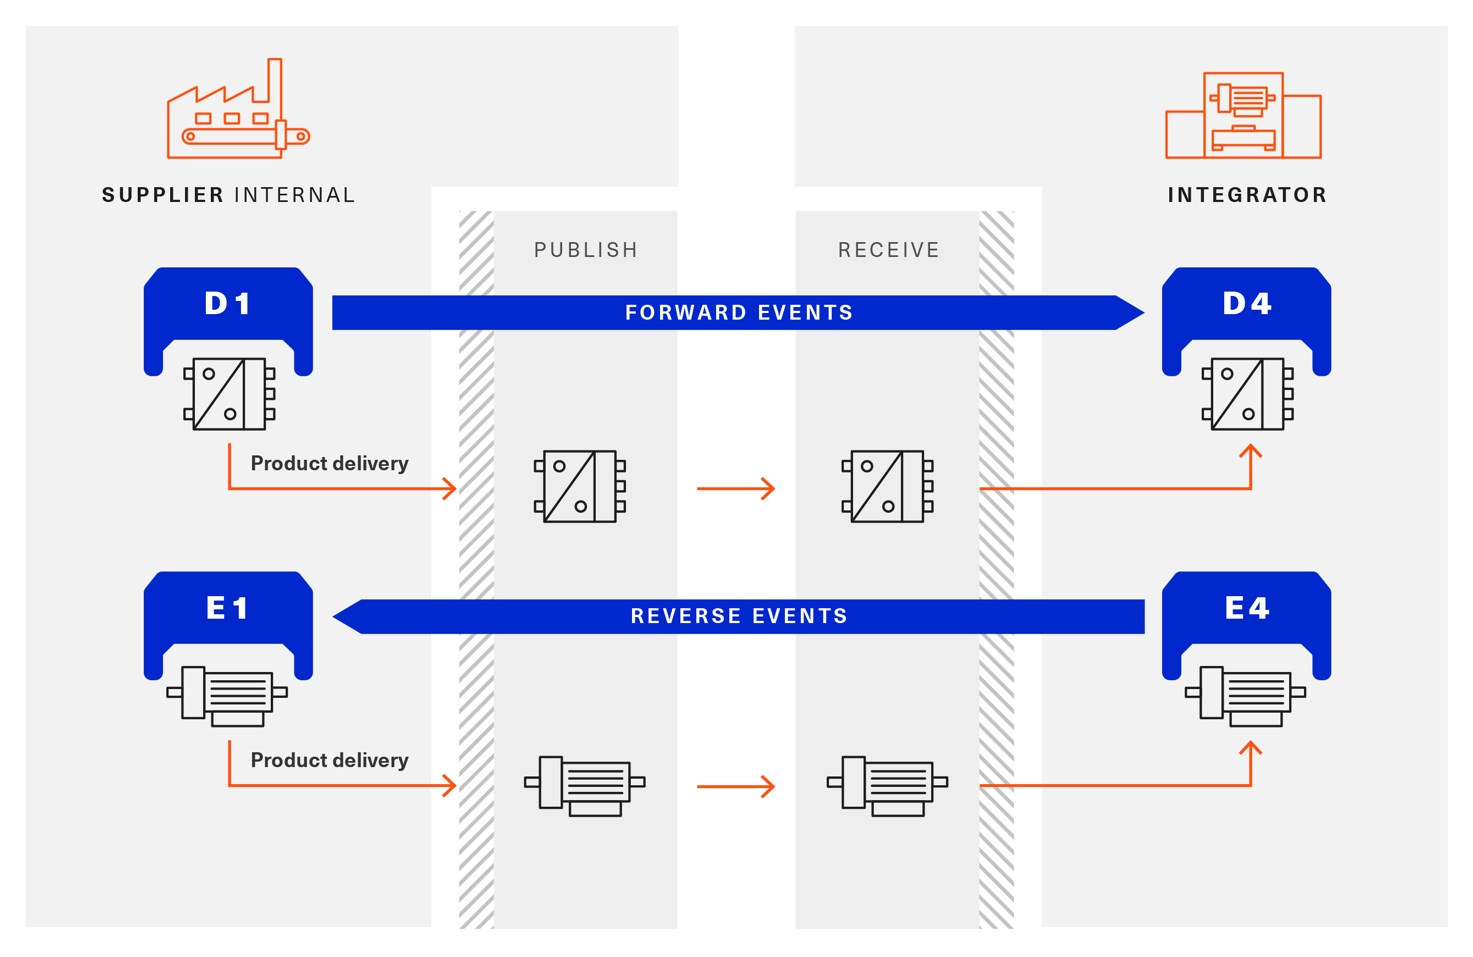 SUPPLIER INTERNAL
INTEGRATOR
PUBLISH
RECEIVE
D1
FORWARD EVENTS
D4
Product delivery
E1
REVERSE EVENTS
E4
Product delivery